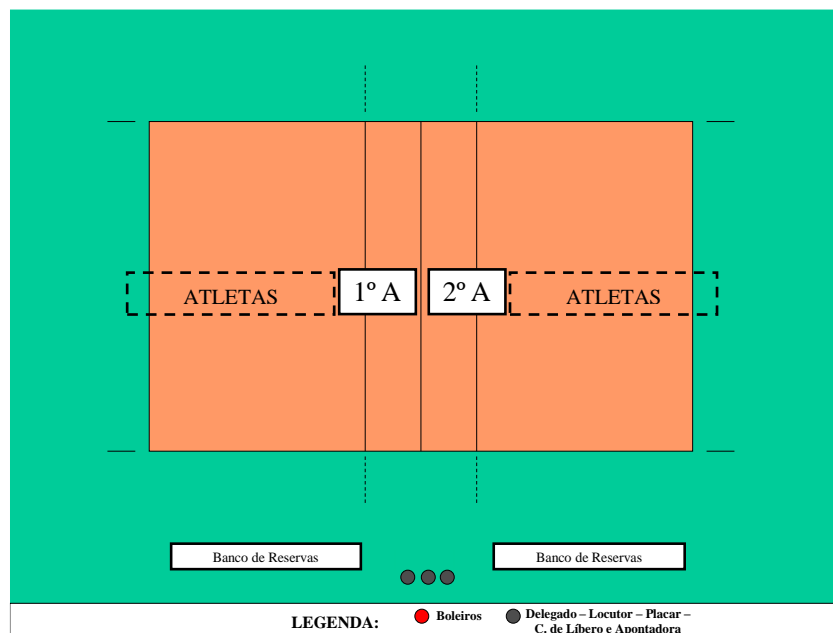 1º A
2º A
ATLETAS
ATLETAS
Banco de Reservas
Banco de Reservas
LEGENDA:
Boleiros
Delegado – Locutor – Placar –
C. de Líbero e Apontadora